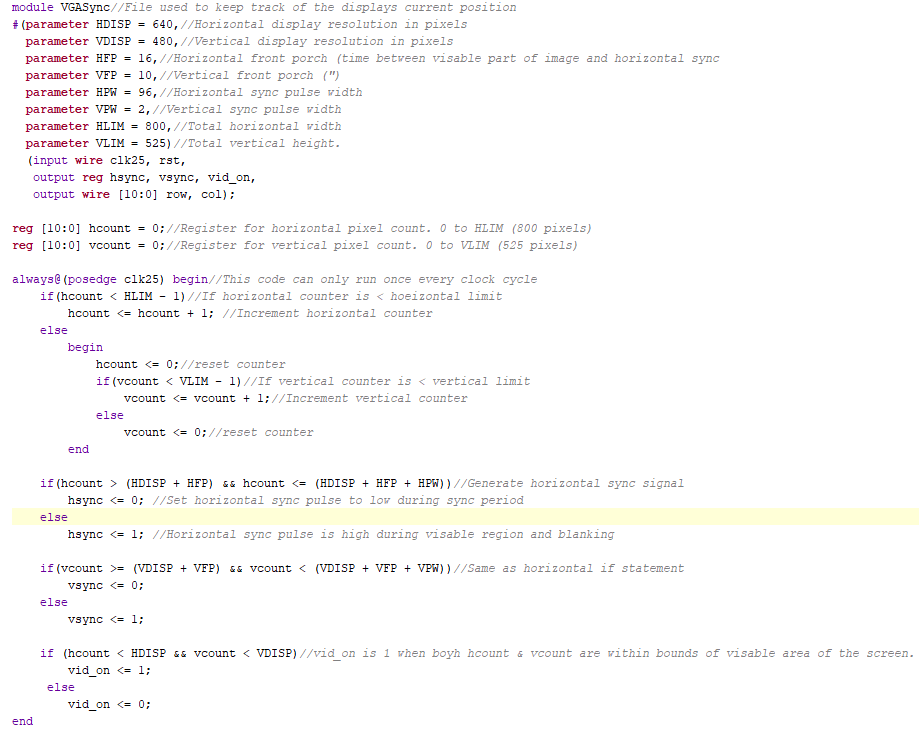 module VGASync//File used to keep track of the displays current position
#(parameter HDISP = 640,//Horizontal display resolution in pixels
  parameter VDISP = 480,//Vertical display resolution in pixels
  parameter HFP = 16,//Horizontal front porch (time between visable part of image and horizontal sync
  parameter VFP = 10,//Vertical front porch (")
  parameter HPW = 96,//Horizontal sync pulse width
  parameter VPW = 2,//Vertical sync pulse width
  parameter HLIM = 800,//Total horizontal width
  parameter VLIM = 525)//Total vertical height.
  (input wire clk25, rst,
   output reg hsync, vsync, vid_on,
   output wire [10:0] row, col);

reg [10:0] hcount = 0;//Register for horizontal pixel count. 0 to HLIM (800 pixels)
reg [10:0] vcount = 0;//Register for vertical pixel count. 0 to VLIM (525 pixels)

always@(posedge clk25) begin//This code can only run once every clock cycle
    if(hcount < HLIM - 1)//If horizontal counter is < hoeizontal limit
        hcount <= hcount + 1; //Increment horizontal counter
    else
        begin
            hcount <= 0;//reset counter
            if(vcount < VLIM - 1)//If vertical counter is < vertical limit
                vcount <= vcount + 1;//Increment vertical counter
            else
                vcount <= 0;//reset counter
        end

    if(hcount > (HDISP + HFP) && hcount <= (HDISP + HFP + HPW))//Generate horizontal sync signal
        hsync <= 0; //Set horizontal sync pulse to low during sync period
    else
        hsync <= 1; //Horizontal sync pulse is high during visable region and blanking

    if(vcount >= (VDISP + VFP) && vcount < (VDISP + VFP + VPW))//Same as horizontal if statement
        vsync <= 0;
    else
        vsync <= 1;

    if (hcount < HDISP && vcount < VDISP)//vid_on is 1 when boyh hcount & vcount are within bounds of visable area of the screen.
        vid_on <= 1;
     else
        vid_on <= 0;
end